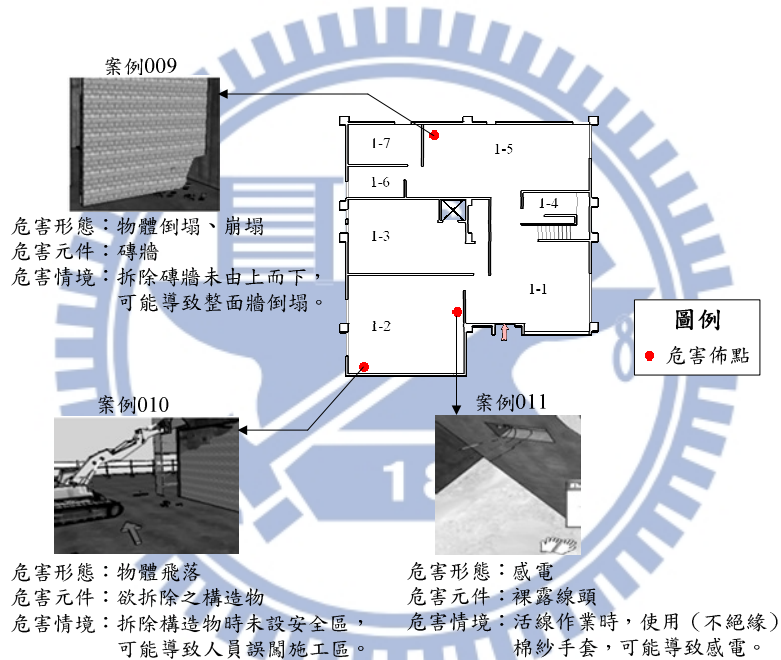 案例009
1-7
1-5
1-6
1-4
1-3
1-1
1-2
危害形態：物體倒塌、崩塌
危害元件：磚牆
危害情境：拆除磚牆未由上而下，
可能導致整面牆倒塌。
圖例
危害佈點
案例010
危害形態：物體飛落
危害元件：欲拆除之構造物
危害情境：拆除構造物時未設安全區，
可能導致人員誤闖施工區。
案例011
危害形態：感電
危害元件：裸露線頭
危害情境：活線作業時，使用（不絕緣）
棉紗手套，可能導致感電。
18
8